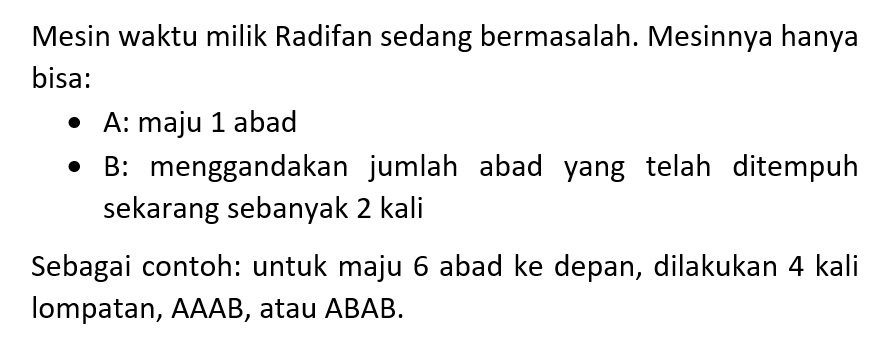 Mesin waktu milik Radifan sedang bermasalah. Mesinnya hanya
bisa:
• A: maju 1 abad
• B: menggandakan jumlah abad yang telah ditempuh
sekarang sebanyak 2 kali
Sebagai contoh: untuk maju 6 abad ke depan, dilakukan 4 kali
lompatan, AAAB, atau ABAB.